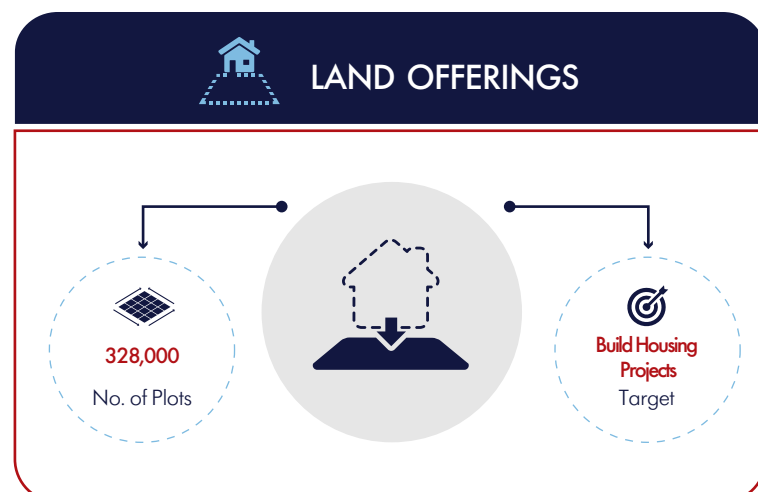 LAND OFFERINGS
328,000
No. of Plots
Build Housing
Projects
Target